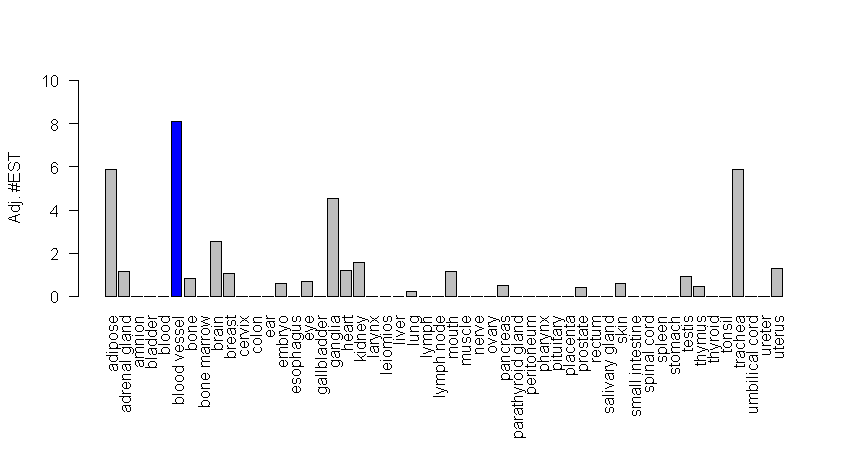 10
8
6
4
2
0
Adj. #EST
adipose
adrenal gland
amnion
bladder
blood
blood vessel
bone
bone marrow
brain
breast
cervix
colon
ear
embryo
esophagus
eye
gallbladder
ganglia
heart
kidney
larynx
leiomios
liver
lung
lymph
lymph node
mouth
muscle
nerve
ovary
pancreas
parathyroid gland
peritoneum
pharynx
pituitary
placenta
prostate
rectum
salivary gland
skin
small intestine
spinal cord
spleen
stomach
testis
thymus
thyroid
tonsil
trachea
umbilical cord
ureter
uterus